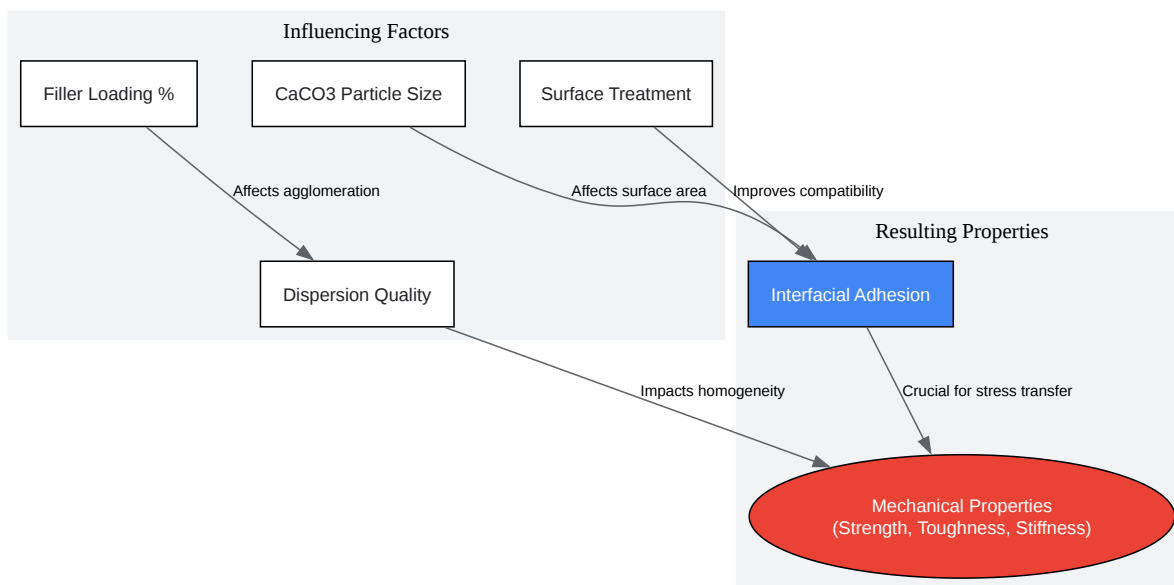 Influencing Factors
Filler Loading %
CaCO3 Particle Size
Surface Treatment
Affects agglomeration
Affects surface area
Improves compatibility
Resulting Properties
Dispersion Quality
Interfacial Adhesion
Impacts homogeneity
Crucial for stress transfer
Mechanical Properties
(Strength, Toughness, Stiffness)